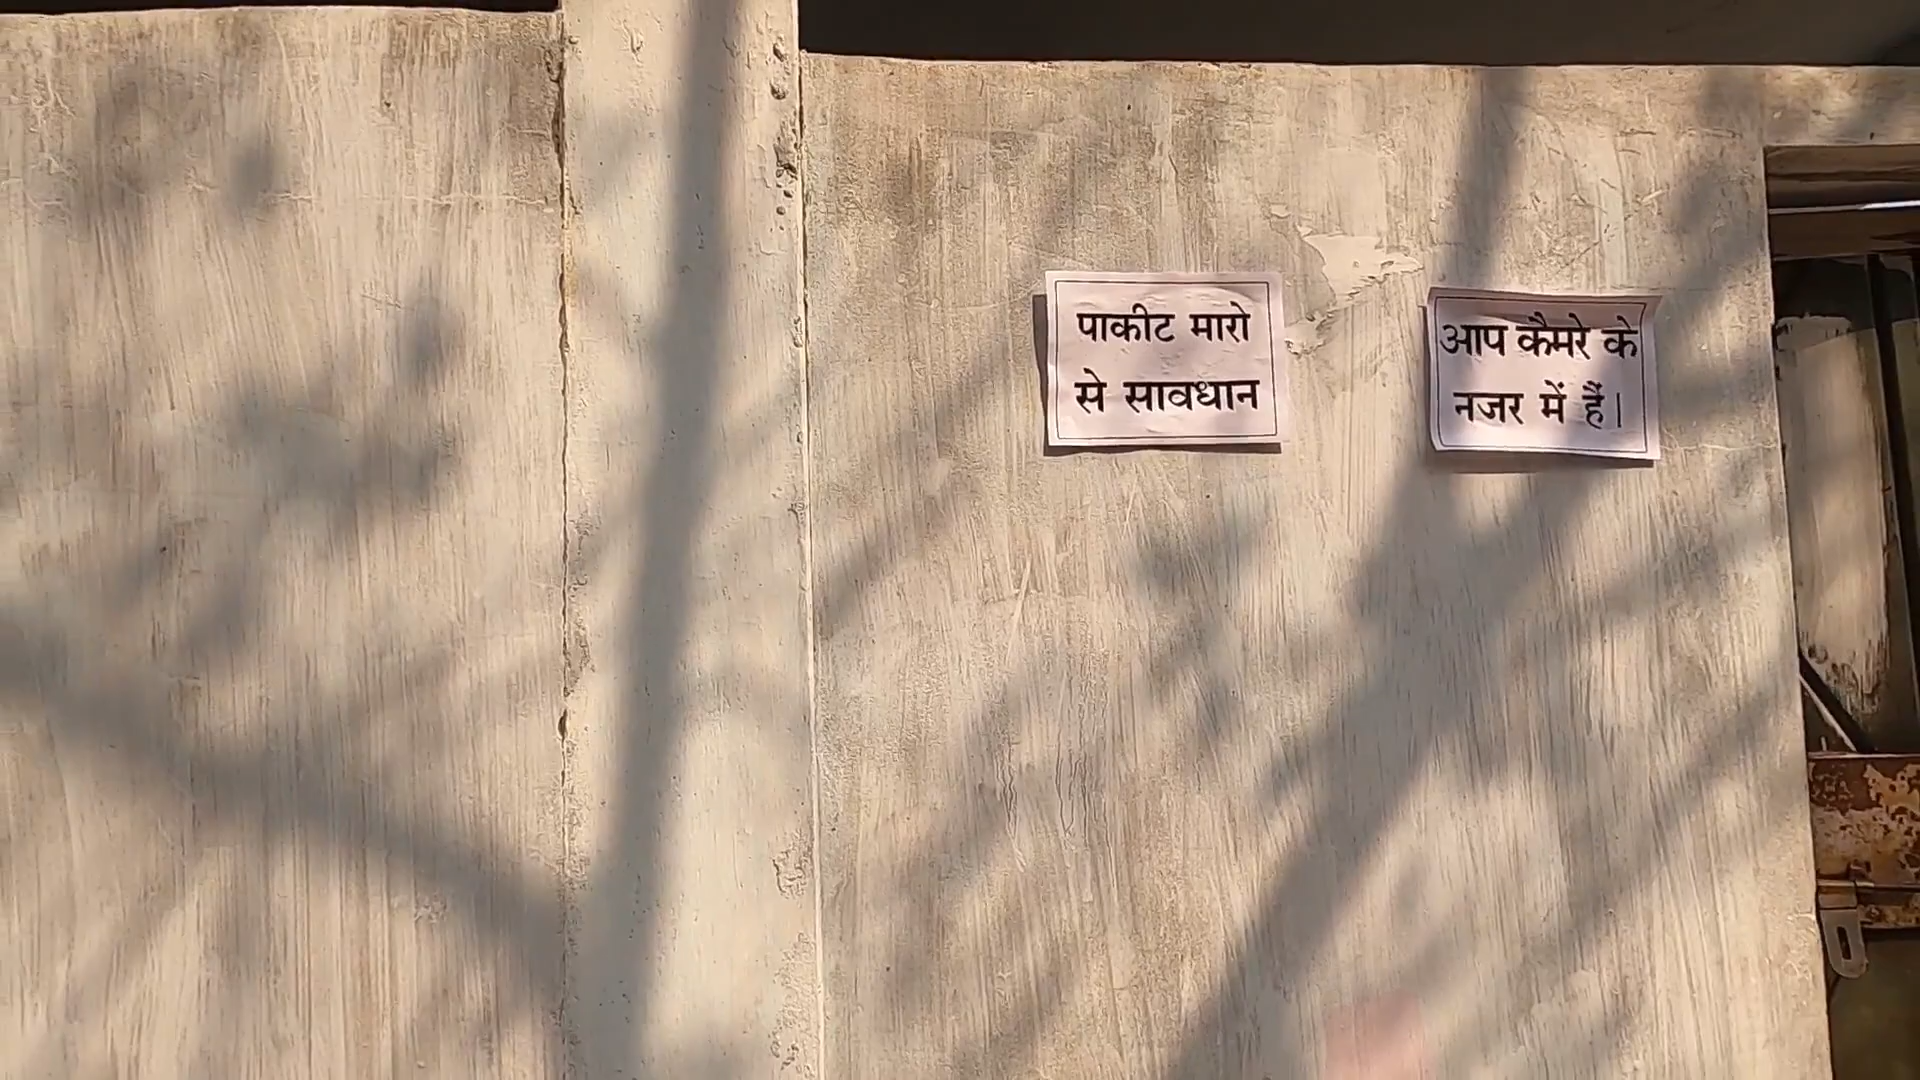 पाकीट मारो
से सावधान
आप कैमरे के
नजर में हैं।